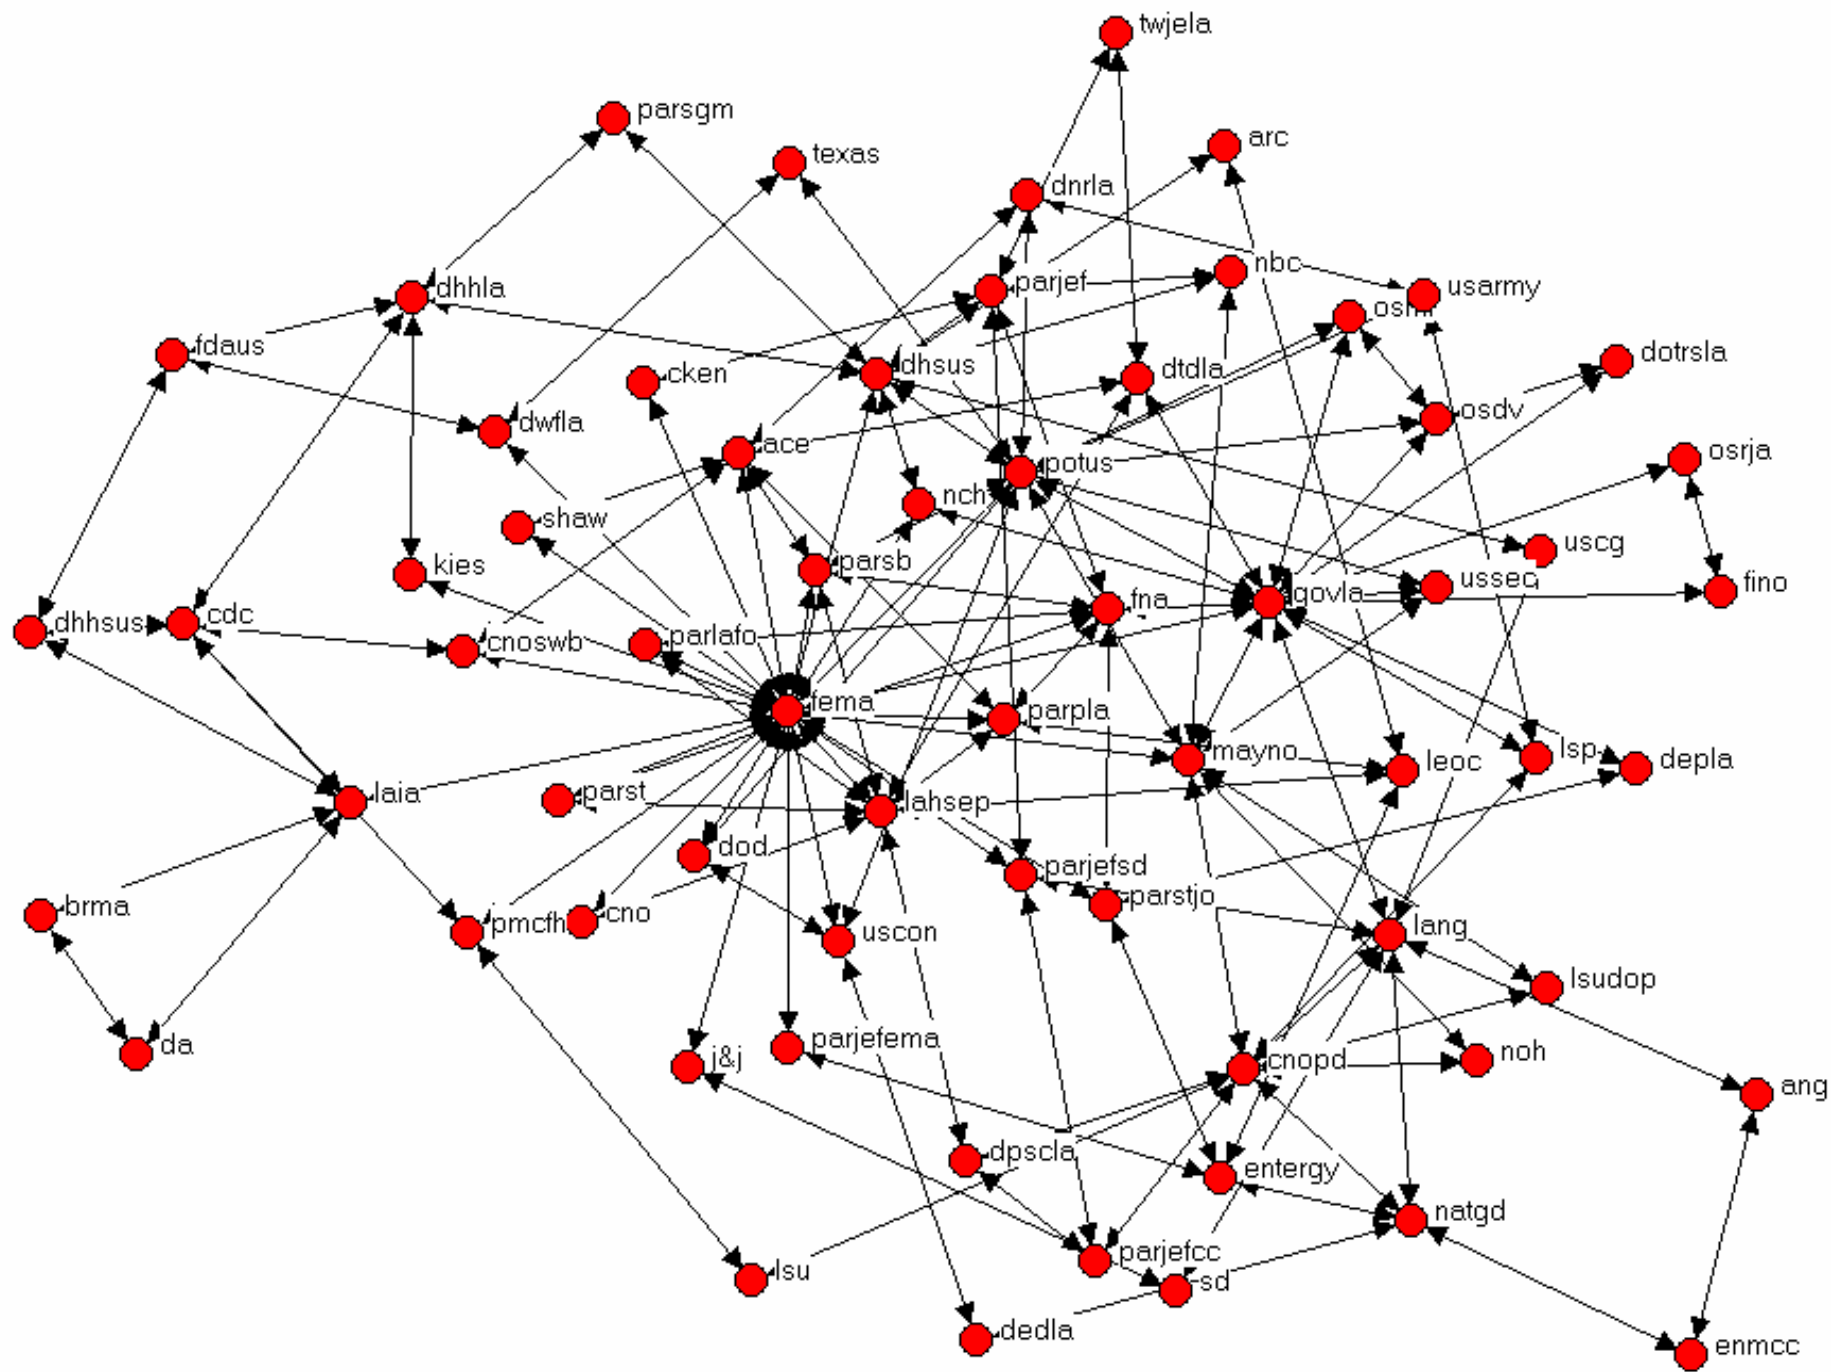 twjela
parsgm
arc
texas
dnrla
nbc
parjef
usarmy
dhhla
fdaus
dotrsla
cken
dhsus
dtdla
osdv
dwfla
ace
osrja
potus
nch
shaw
uscg
parsb
kies
usseq
fino
govla
fna
dhhsus
cdc
cnoswb
parlafo
fema
parpla
mayno
leoc
lsp
depla
laia
parst
lahsep
dod
parjefsd
parstjo
brma
pmcfh
cno
uscon
lang
lsudop
da
parjefema
j&j
cnopd
noh
ang
dpscla
entergy
natgd
parjefcc
lsu
sd
dedla
enmcc